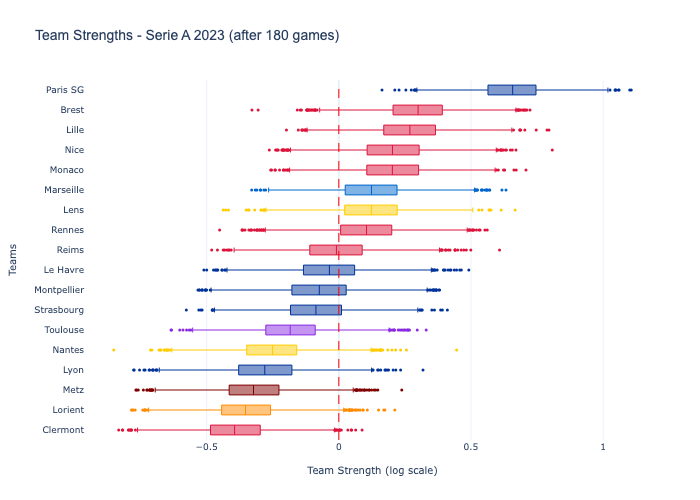 Team Strengths - Serie A 2023 (after 180 games)
Paris SG
Brest
Lille
Nice
Monaco
Marseille
Lens
Rennes
Reims
Le Havre
Montpellier
Strasbourg
Toulouse
Nantes
Lyon
Metz
Lorient
Clermont
Teams
−0.5 0 0.5 1
Team Strength (log scale)